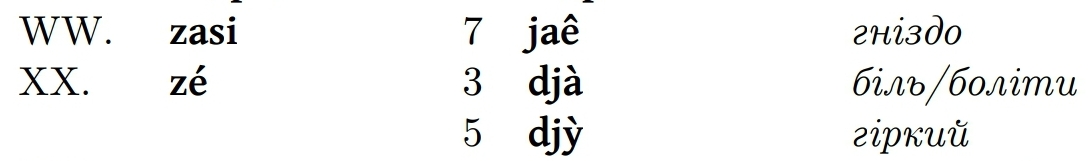 WW. zasi 7 jaê гніздо
XX. zé 3 djà біль/боліти
5 djỳ гіркий